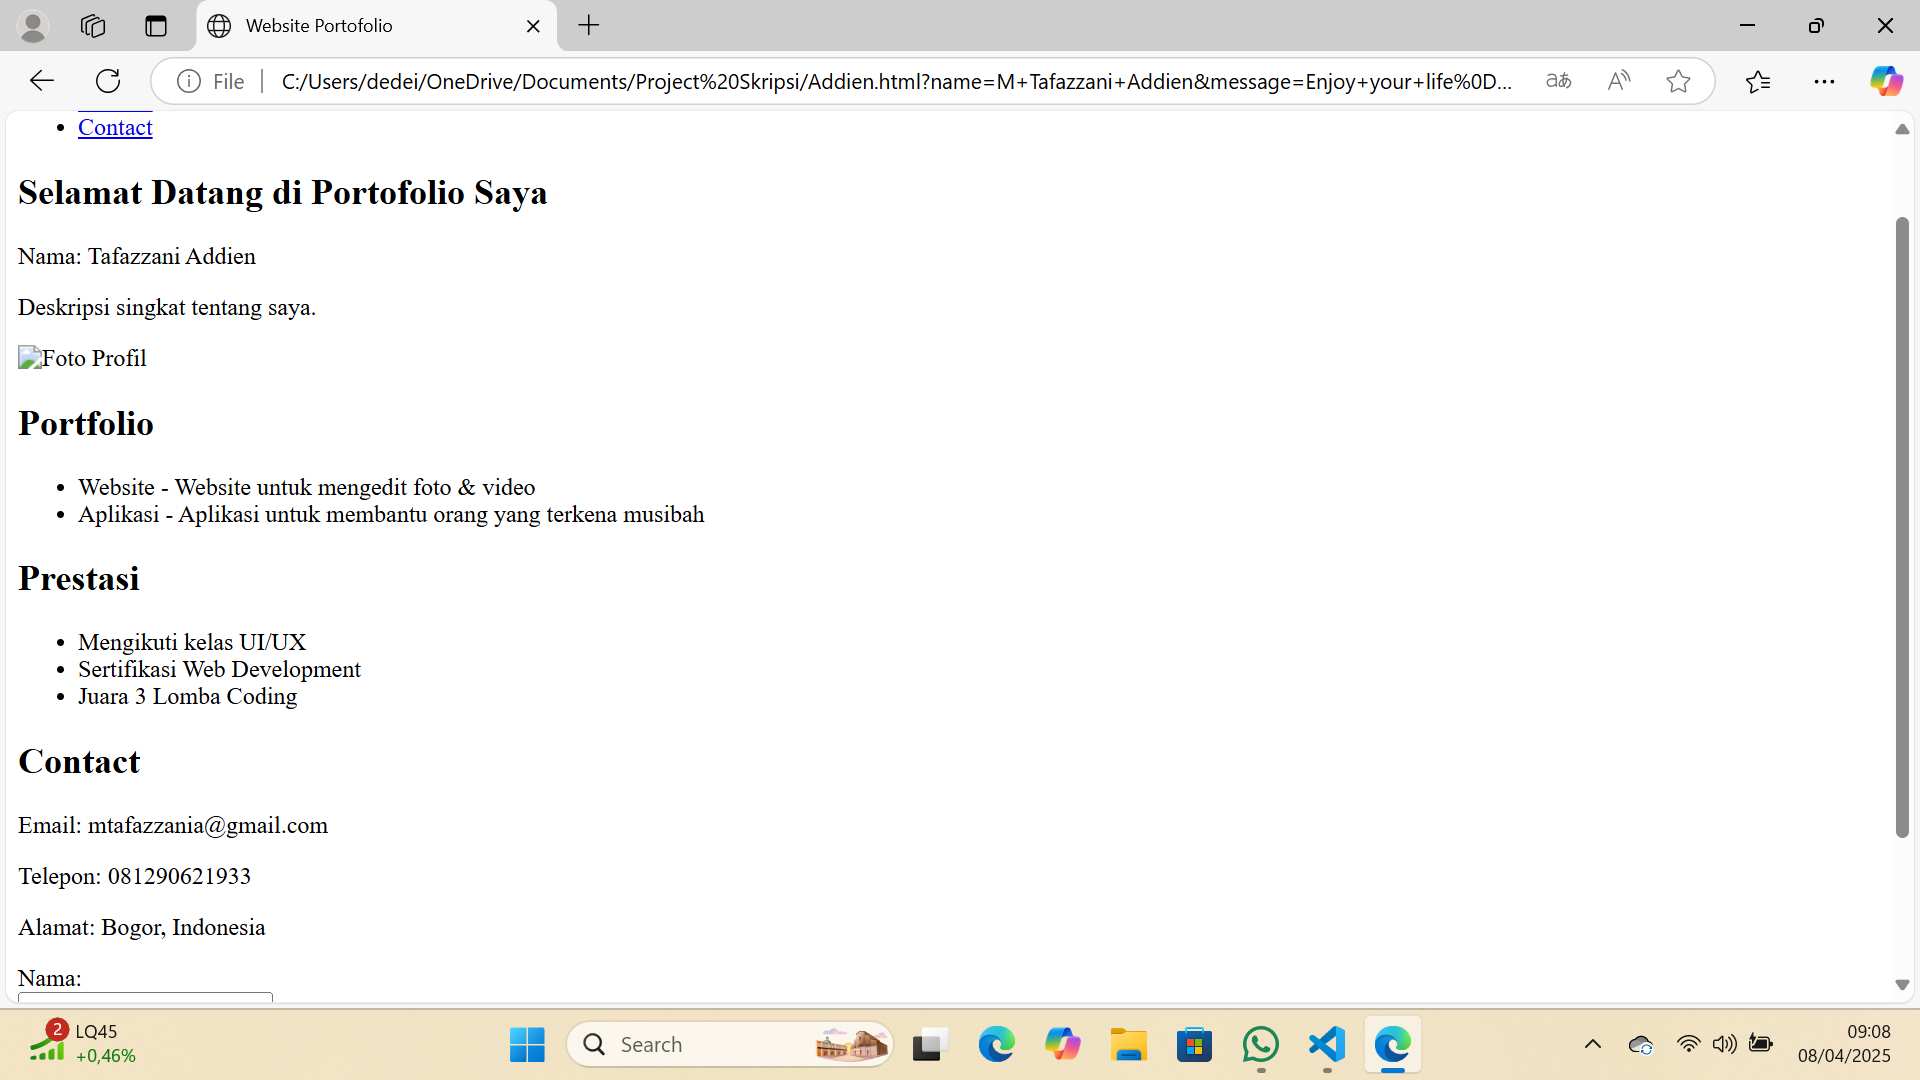 Website Portofolio
File
C:/Users/dedei/OneDrive/Documents/Project%20Skripsi/Addien.html?name=M+Tafazzani+Addien&message=Enjoy+your+life%0D...
Contact
Selamat Datang di Portofolio Saya
Nama: Tafazzani Addien
Deskripsi singkat tentang saya.
Foto Profil
Portfolio
Website - Website untuk mengedit foto & video
Aplikasi - Aplikasi untuk membantu orang yang terkena musibah
Prestasi
Mengikuti kelas UI/UX
Sertifikasi Web Development
Juara 3 Lomba Coding
Contact
Email: mtafazzania@gmail.com
Telepon: 081290621933
Alamat: Bogor, Indonesia
Nama:
2
LQ45
+0,46%
Search
09:08
08/04/2025